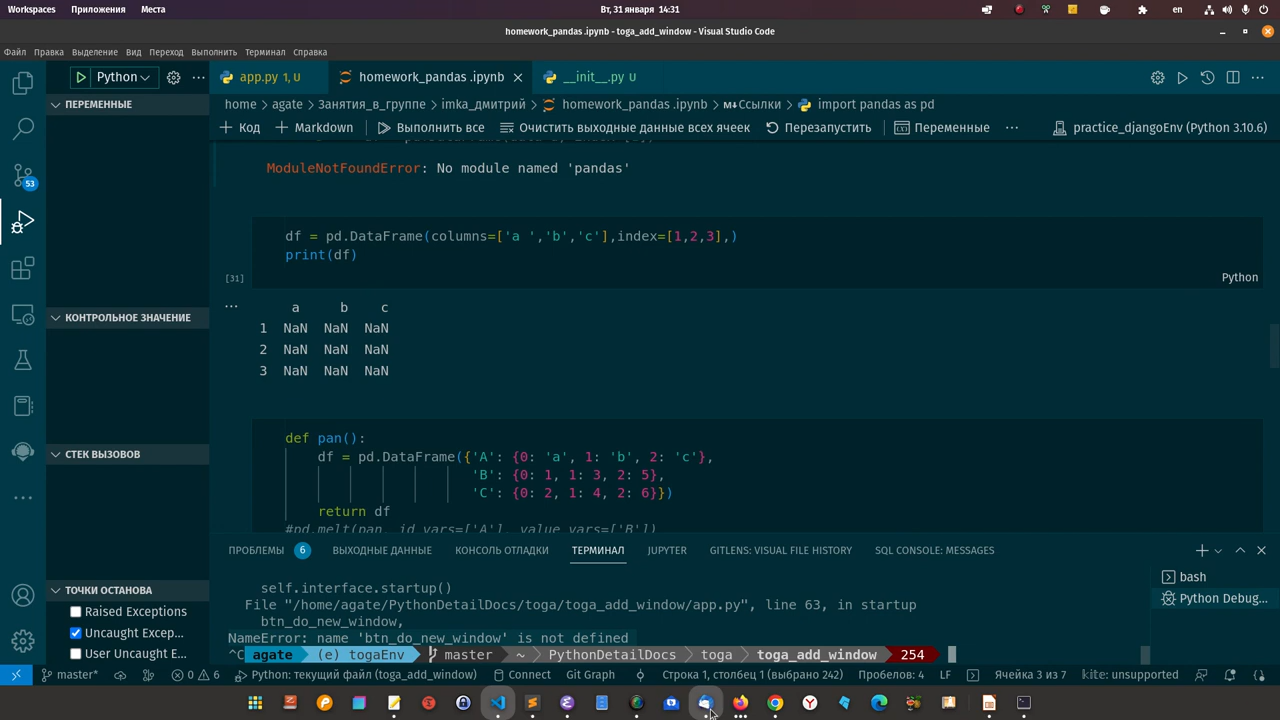 Workspaces Приложения Места Вт, 31 января 14:31 en
homework_pandas .ipynb - toga_add_window - Visual Studio Code
Файл Правка Выделение Вид Переход Выполнить Терминал Справка
Python
app.py 1, U
homework_pandas .ipynb
__init__.py U
ПЕРЕМЕННЫЕ
home > agate > Занятия_в_группе > imka_дмитрий > homework_pandas .ipynb > Ссылки > import pandas as pd
Код Markdown Выполнить все Очистить выходные данные всех ячеек Перезапустить Переменные practice_djangoEnv (Python 3.10.6)
ModuleNotFoundError: No module named 'pandas'
53
df = pd.DataFrame(columns=['a ','b','c'],index=[1,2,3],)
print(df)
[31] Python
a b c
1 NaN NaN NaN
2 NaN NaN NaN
3 NaN NaN NaN
КОНТРОЛЬНОЕ ЗНАЧЕНИЕ
def pan():
df = pd.DataFrame({'A': {0: 'a', 1: 'b', 2: 'c'},
'B': {0: 1, 1: 3, 2: 5},
'C': {0: 2, 1: 4, 2: 6}})
return df
#pd.melt(pan, id_vars=['A'], value_vars=['B'])
СТЕК ВЫЗОВОВ
ТОЧКИ ОСТАНОВА
Raised Exceptions
Uncaught Excep...
User Uncaught E...
ПРОБЛЕМЫ 6 ВЫХОДНЫЕ ДАННЫЕ КОНСОЛЬ ОТЛАДКИ ТЕРМИНАЛ JUPYTER GITLENS: VISUAL FILE HISTORY SQL CONSOLE: MESSAGES
self.interface.startup()
File "/home/agate/PythonDetailDocs/toga/toga_add_window/app.py", line 63, in startup
btn_do_new_window,
NameError: name 'btn_do_new_window' is not defined
^C agate (e) togaEnv master ~ PythonDetailDocs toga toga_add_window 254
bash
Python Debug...
master* 0 6 Python: текущий файл (toga_add_window) Connect Git Graph Строка 1, столбец 1 (выбрано 242) Пробелов: 4 LF Ячейка 3 из 7 kite: unsupported